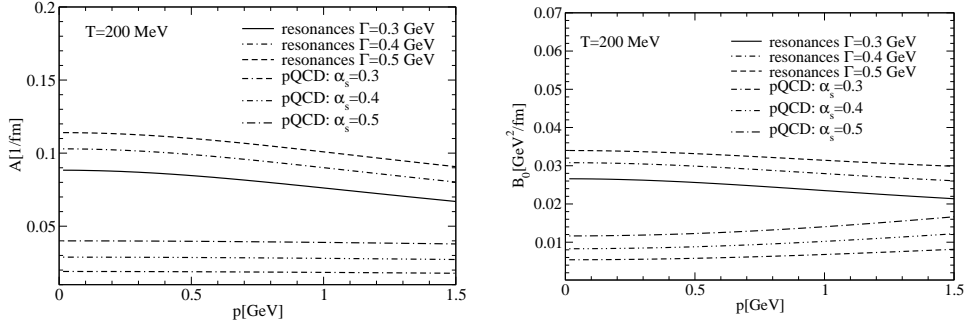 T=200 MeV
resonances Γ=0.3 GeV
resonances Γ=0.4 GeV
resonances Γ=0.5 GeV
pQCD: αs=0.3
pQCD: αs=0.4
pQCD: αs=0.5
0.2
0.15
0.1
0.05
A[1/fm]
0
0.5
1
1.5
p[GeV]
T=200 MeV
resonances Γ=0.3 GeV
resonances Γ=0.4 GeV
resonances Γ=0.5 GeV
pQCD: αs=0.3
pQCD: αs=0.4
pQCD: αs=0.5
0.07
0.06
0.05
0.04
0.03
0.02
0.01
B0[GeV²/fm]
0
0.5
1
1.5
p[GeV]